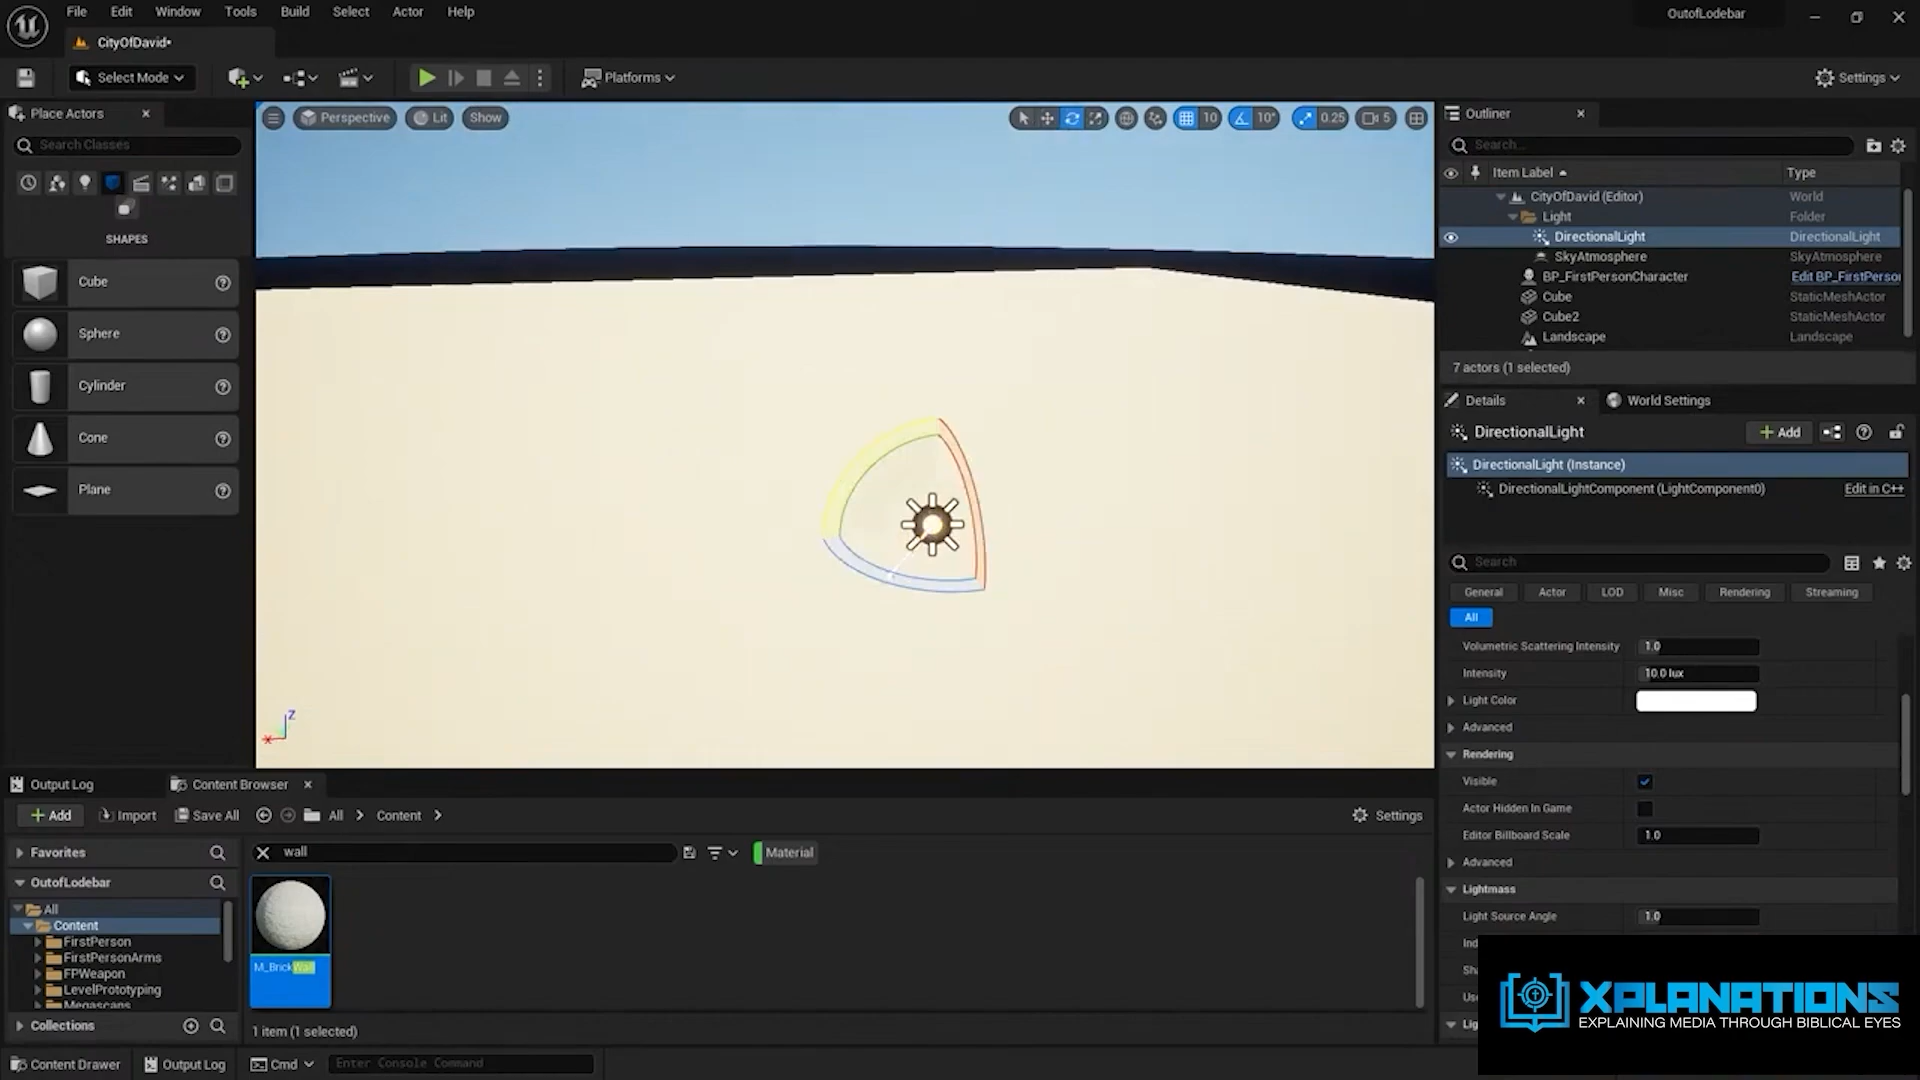 File Edit Window Tools Build Select Actor Help
OutofLodebar
CityOfDavid•
Select Mode
Platforms
Settings
Place Actors
Search Classes
SHAPES
Cube
Sphere
Cylinder
Cone
Plane
Perspective
Lit
Show
10
10°
0.25
5
Z
Outliner
Search...
Item Label
Type
CityOfDavid (Editor) World
Light Folder
DirectionalLight DirectionalLight
SkyAtmosphere SkyAtmosphere
BP_FirstPersonCharacter Edit BP_FirstPerso
Cube StaticMeshActor
Cube2 StaticMeshActor
Landscape Landscape
7 actors (1 selected)
Details
World Settings
DirectionalLight
+ Add
DirectionalLight (Instance)
DirectionalLightComponent (LightComponent0) Edit in C++
Search
General Actor LOD Misc Rendering Streaming
All
Volumetric Scattering Intensity 1.0
Intensity 10.0 lux
Light Color
Advanced
Rendering
Visible
Actor Hidden In Game
Editor Billboard Scale 1.0
Advanced
Lightmass
Light Source Angle 1.0
Ind
Sha
Use
Lig
Output Log
Content Browser
+ Add Import Save All All Content Settings
Favorites
OutofLodebar
All
Content
FirstPerson
FirstPersonArms
FPWeapon
LevelPrototyping
Megascans
Collections
wall
Material
M_BrickWall
1 item (1 selected)
Content Drawer Output Log Cmd Enter Console Command
XPLANATIONS
EXPLAINING MEDIA THROUGH BIBLICAL EYES